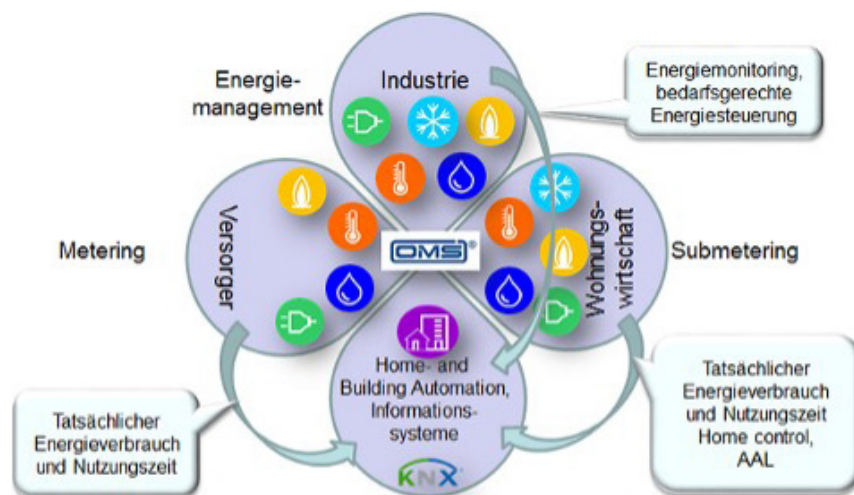 Energie-
management
Industrie
Energiemonitoring,
bedarfsgerechte
Energiesteuerung
Metering
Versorger
OMS®
Wohnungs-
wirtschaft
Submetering
Home- and
Building Automation,
Informations-
systeme
KNX
Tatsächlicher
Energieverbrauch
und Nutzungszeit
Tatsächlicher
Energieverbrauch
und Nutzungszeit
Home control,
AAL